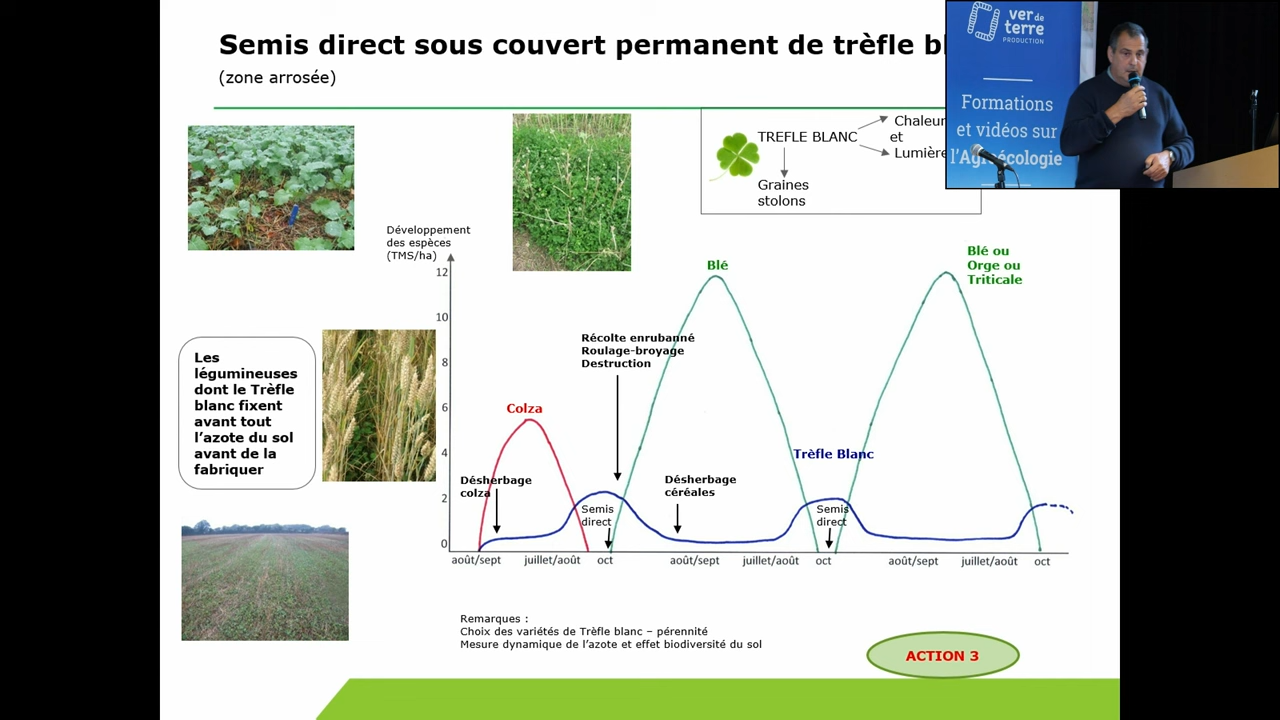 Semis direct sous couvert permanent de trèfle
(zone arrosée)
ver de
terre
PRODUCTION
Formations
et vidéos sur
l'Agroécologie
TREFLE BLANC
Chaleur
et
Lumière
Graines
stolons
Développement
des espèces
(TMS/ha)
12
10
8
6
4
2
0
Blé
Blé ou
Orge ou
Triticale
Récolte enrubanné
Roulage-broyage
Destruction
Les
légumineuses
dont le Trèfle
blanc fixent
avant tout
l'azote du sol
avant de la
fabriquer
Colza
Trèfle Blanc
Désherbage
colza
Désherbage
céréales
Semis
direct
Semis
direct
août/sept
juillet/août
oct
août/sept
juillet/août
oct
août/sept
juillet/août
oct
Remarques :
Choix des variétés de Trèfle blanc – pérennité
Mesure dynamique de l'azote et effet biodiversité du sol
ACTION 3